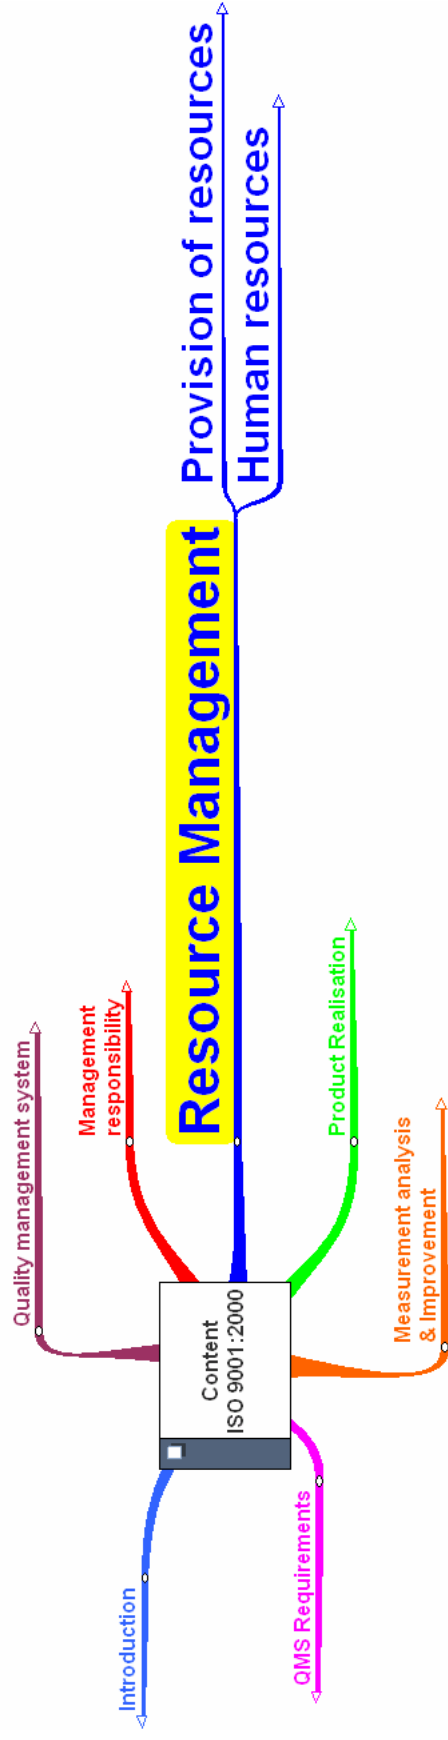 Content
ISO 9001:2000
Introduction
Quality management system
Management
responsibility
Resource Management
Provision of resources
Human resources
Product Realisation
Measurement analysis
& Improvement
QMS Requirements